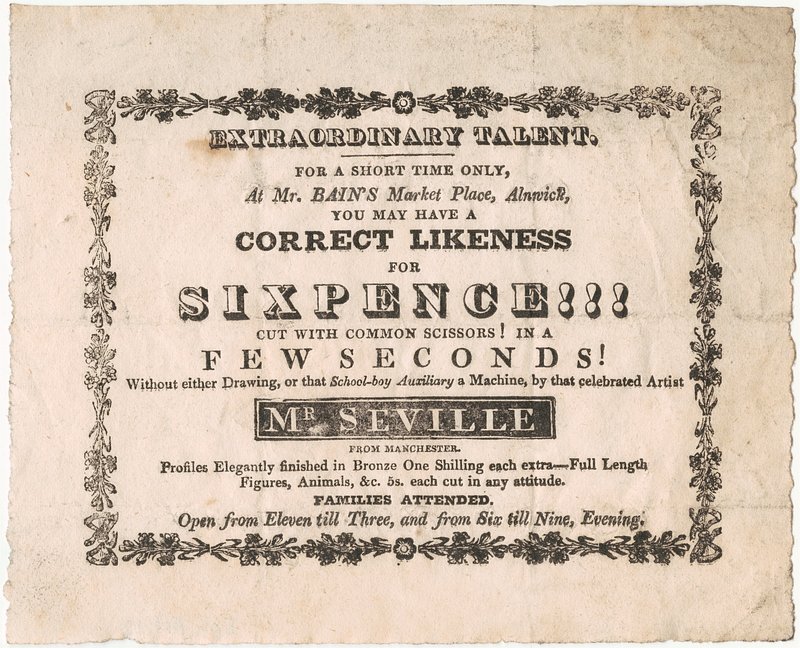 EXTRAORDINARY TALENT.
FOR A SHORT TIME ONLY,
At Mr. BAIN'S Market Place, Alnwick,
YOU MAY HAVE A
CORRECT LIKENESS
FOR
SIXPENCE!!!
CUT WITH COMMON SCISSORS! IN A
FEW SECONDS!
Without either Drawing, or that School-boy Auxiliary a Machine, by that celebrated Artist
MR SEVILLE
FROM MANCHESTER.
Profiles Elegantly finished in Bronze One Shilling each extra—Full Length
Figures, Animals, &c. 5s. each cut in any attitude.
FAMILIES ATTENDED.
Open from Eleven till Three, and from Six till Nine, Evening.